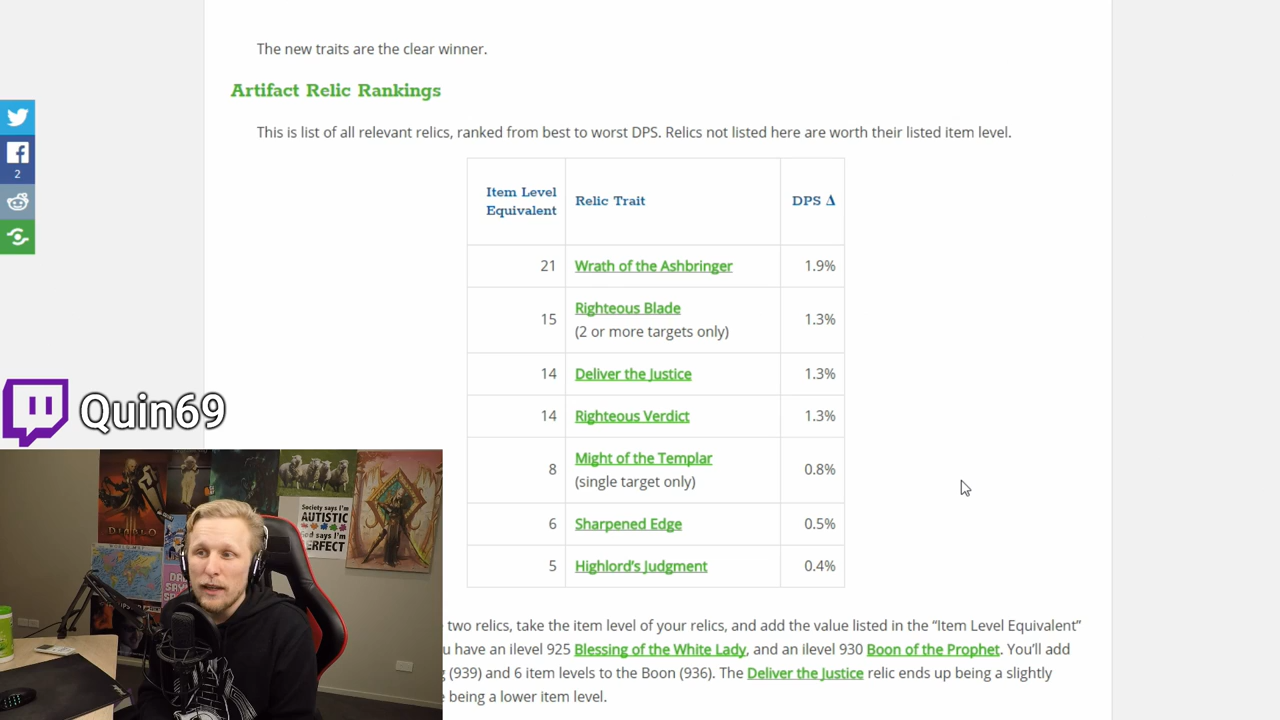 The new traits are the clear winner.
Artifact Relic Rankings
This is list of all relevant relics, ranked from best to worst DPS. Relics not listed here are worth their listed item level.
Item Level Equivalent Relic Trait DPS Δ
21 Wrath of the Ashbringer 1.9%
15 Righteous Blade (2 or more targets only) 1.3%
14 Deliver the Justice 1.3%
14 Righteous Verdict 1.3%
8 Might of the Templar (single target only) 0.8%
6 Sharpened Edge 0.5%
5 Highlord's Judgment 0.4%
two relics, take the item level of your relics, and add the value listed in the “Item Level Equivalent”
have an ilevel 925 Blessing of the White Lady, and an ilevel 930 Boon of the Prophet. You'll add
(939) and 6 item levels to the Boon (936). The Deliver the Justice relic ends up being a slightly
being a lower item level.
2
Quin69
DIABLO
Society says I'm
AUTISTIC
God says I'm
PERFECT